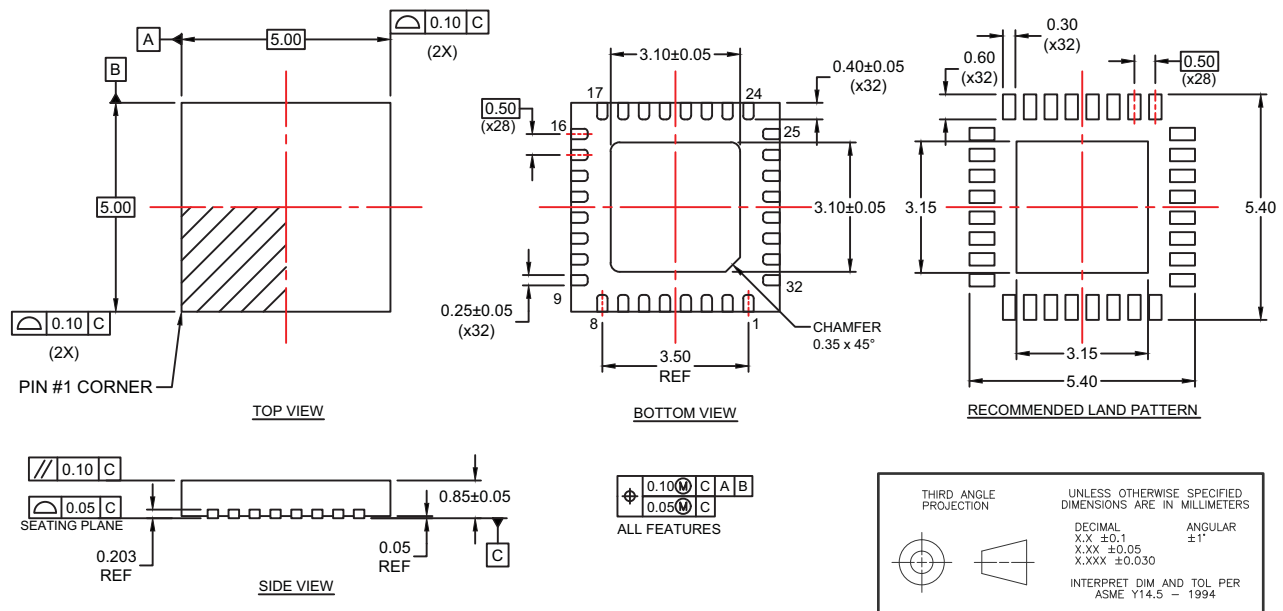 A
5.00
⌓ 0.10 C
(2X)
B
5.00
⌓ 0.10 C
(2X)
PIN #1 CORNER
TOP VIEW
3.10±0.05
0.40±0.05
(x32)
17
24
0.50
(x28)
16
25
3.10±0.05
9
32
0.25±0.05
(x32)
8
1
CHAMFER
0.35 x 45°
3.50
REF
BOTTOM VIEW
0.30
(x32)
0.60
(x32)
0.50
(x28)
3.15
5.40
3.15
5.40
RECOMMENDED LAND PATTERN
// 0.10 C
⌓ 0.05 C
SEATING PLANE
0.85±0.05
C
0.203
REF
0.05
REF
SIDE VIEW
⌖ 0.10Ⓜ C A B
0.05Ⓜ C
ALL FEATURES
THIRD ANGLE
PROJECTION
UNLESS OTHERWISE SPECIFIED
DIMENSIONS ARE IN MILLIMETERS
DECIMAL ANGULAR
X.X ±0.1 ±1°
X.XX ±0.05
X.XXX ±0.030
INTERPRET DIM AND TOL PER
ASME Y14.5 – 1994